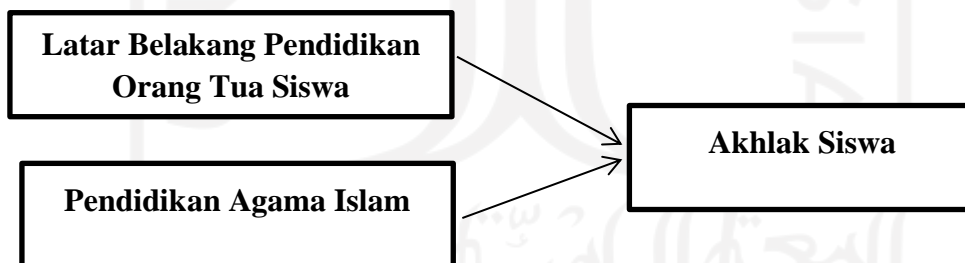 Latar Belakang Pendidikan
Orang Tua Siswa
Akhlak Siswa
Pendidikan Agama Islam